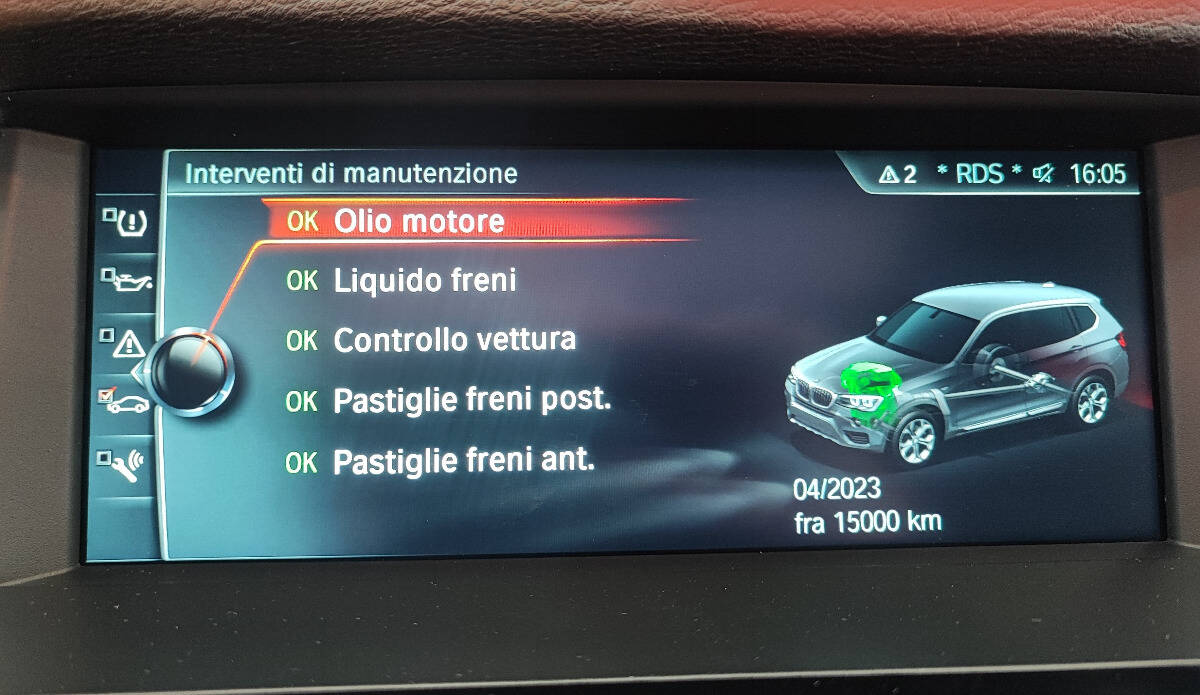 Interventi di manutenzione
2 * RDS * 16:05
OK Olio motore
OK Liquido freni
OK Controllo vettura
OK Pastiglie freni post.
OK Pastiglie freni ant.
04/2023
fra 15000 km